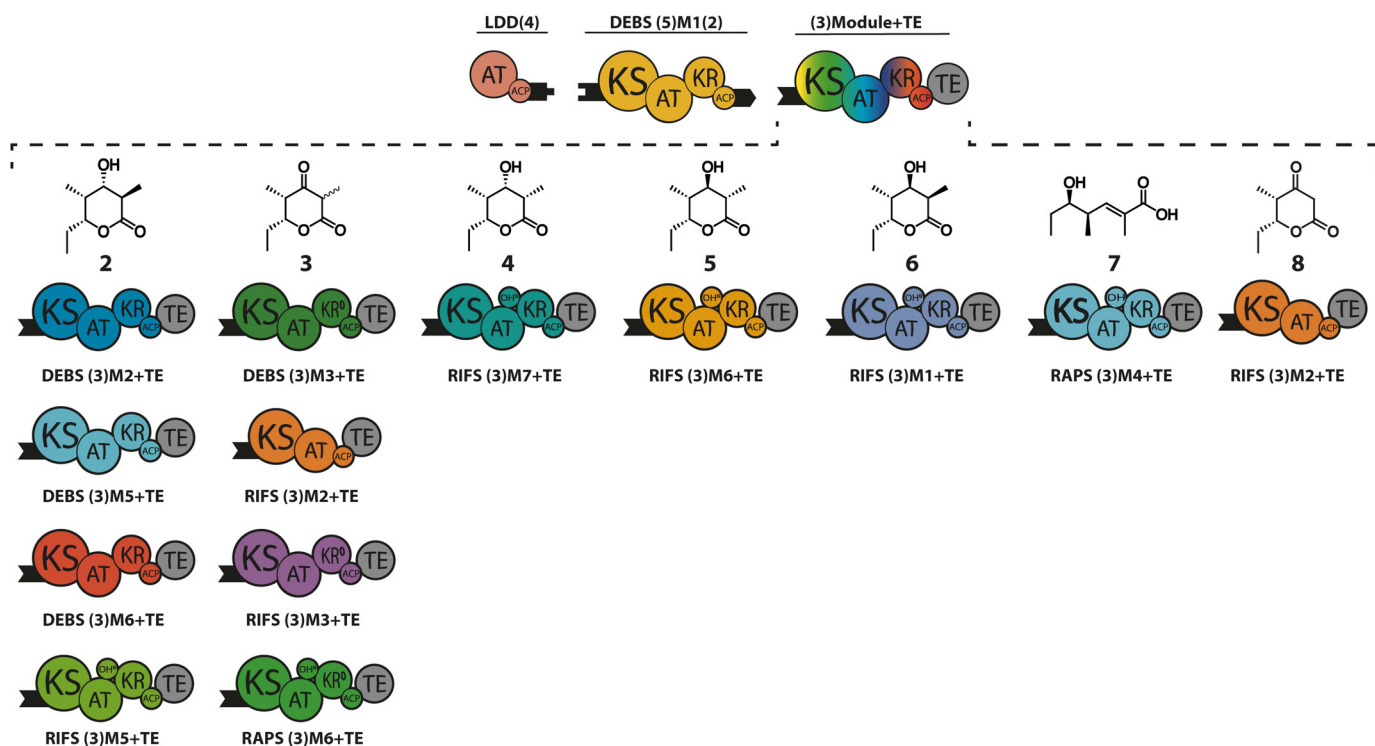 LDD(4) DEBS (5)M1(2) (3)Module+TE
AT ACP KS AT KR ACP KS AT KR ACP TE
OH O O 2
O O O 3
OH O O 4
OH O O 5
OH O O 6
OH O OH 7
O O O 8
KS AT KR ACP TE KS AT KR⁰ ACP TE KS AT DH⁰ KR ACP TE KS AT DH⁰ KR ACP TE KS AT DH⁰ KR ACP TE KS AT DH KR ACP TE KS AT ACP TE
DEBS (3)M2+TE DEBS (3)M3+TE RIFS (3)M7+TE RIFS (3)M6+TE RIFS (3)M1+TE RAPS (3)M4+TE RIFS (3)M2+TE
KS AT KR ACP TE KS AT ACP TE
DEBS (3)M5+TE RIFS (3)M2+TE
KS AT KR ACP TE KS AT KR⁰ ACP TE
DEBS (3)M6+TE RIFS (3)M3+TE
KS AT DH⁰ KR ACP TE KS AT DH⁰ KR⁰ ACP TE
RIFS (3)M5+TE RAPS (3)M6+TE